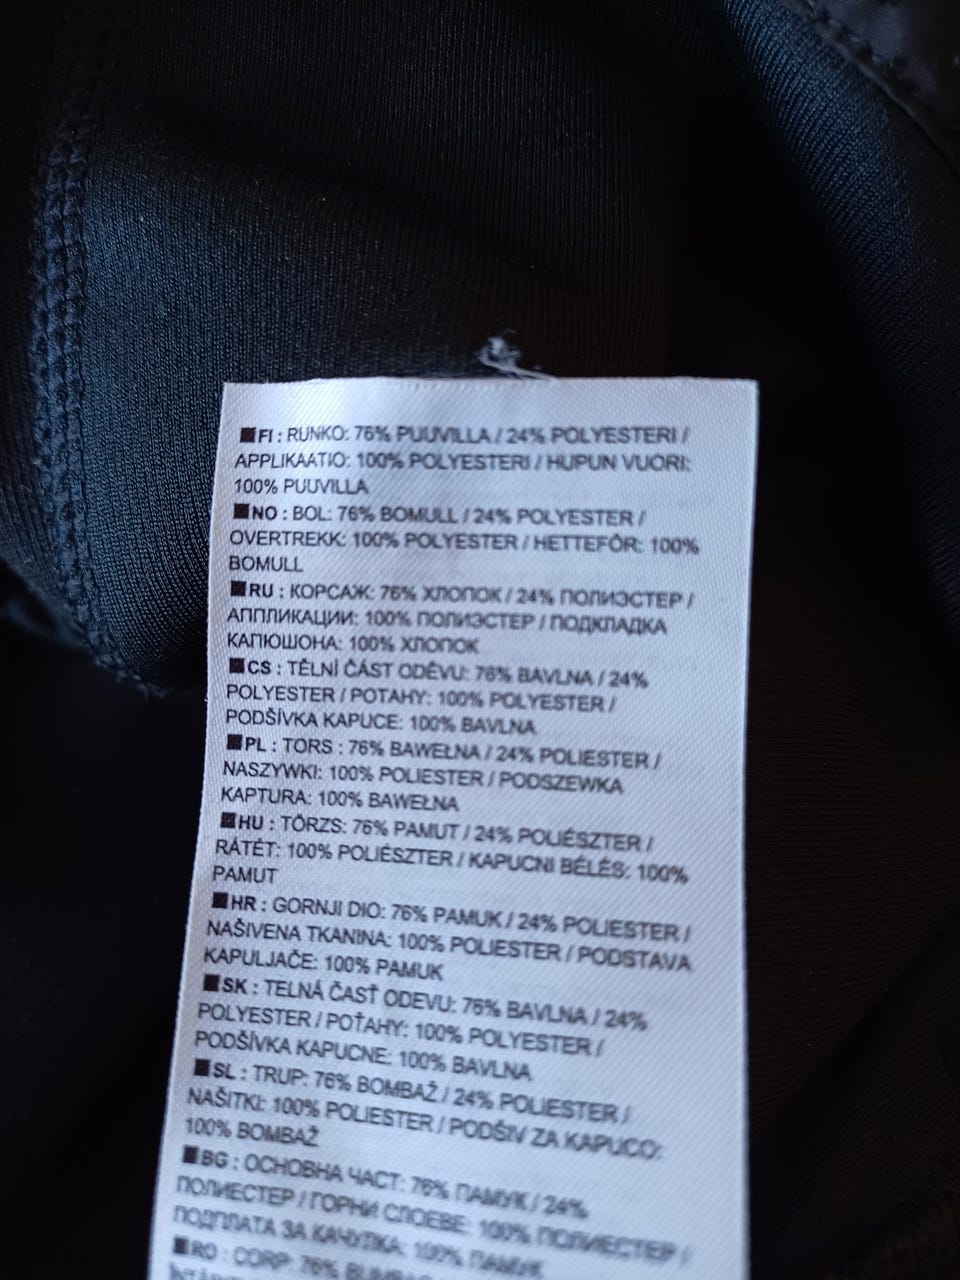 ■FI : RUNKO: 76% PUUVILLA / 24% POLYESTERI /
APPLIKAATIO: 100% POLYESTERI / HUPUN VUORI:
100% PUUVILLA
■NO : BOL: 76% BOMULL / 24% POLYESTER /
OVERTREKK: 100% POLYESTER / HETTEFÔR: 100%
BOMULL
■RU : КОРСАЖ: 76% ХЛОПОК / 24% ПОЛИЭСТЕР /
АППЛИКАЦИИ: 100% ПОЛИЭСТЕР / ПОДКЛАДКА
КАПЮШОНА: 100% ХЛОПОК
■CS : TĚLNÍ ČÁST ODĚVU: 76% BAVLNA / 24%
POLYESTER / POTAHY: 100% POLYESTER /
PODŠÍVKA KAPUCE: 100% BAVLNA
■PL : TORS : 76% BAWEŁNA / 24% POLIESTER /
NASZYWKI: 100% POLIESTER / PODSZEWKA
KAPTURA: 100% BAWEŁNA
■HU : TÖRZS: 76% PAMUT / 24% POLIÉSZTER /
RÁTÉT: 100% POLIÉSZTER / KAPUCNI BÉLÉS: 100%
PAMUT
■HR : GORNJI DIO: 76% PAMUK / 24% POLIESTER /
NAŠIVENA TKANINA: 100% POLIESTER / PODSTAVA
KAPULJAČE: 100% PAMUK
■SK : TELNÁ ČASŤ ODEVU: 76% BAVLNA / 24%
POLYESTER / POŤAHY: 100% POLYESTER /
PODŠÍVKA KAPUCNE: 100% BAVLNA
■SL : TRUP: 76% BOMBAŽ / 24% POLIESTER /
NAŠITKI: 100% POLIESTER / PODŠIV ZA KAPUCO:
100% BOMBAŽ
■BG : ОСНОВНА ЧАСТ: 76% ПАМУК / 24%
ПОЛИЕСТЕР / ГОРНИ СЛОЕВЕ: 100% ПОЛИЕСТЕР /
ПОДПЛАТА ЗА КАЧУЛКА: 100% ПАМУК
■RO : CORP: 76% BUMBAC